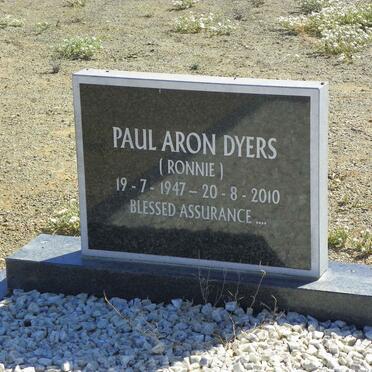 PAUL ARON DYERS
( RONNIE )
19 - 7 - 1947 - 20 - 8 - 2010
BLESSED ASSURANCE ....